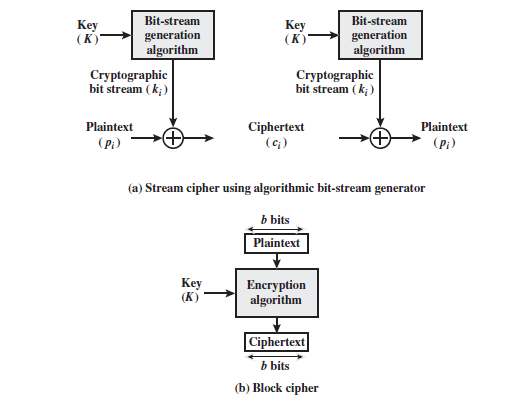 Key
(K)
Bit-stream
generation
algorithm
Key
(K)
Bit-stream
generation
algorithm
Cryptographic
bit stream (kᵢ)
Cryptographic
bit stream (kᵢ)
Plaintext
(pᵢ)
Ciphertext
(cᵢ)
Plaintext
(pᵢ)
(a) Stream cipher using algorithmic bit-stream generator
b bits
Plaintext
Key
(K)
Encryption
algorithm
Ciphertext
b bits
(b) Block cipher